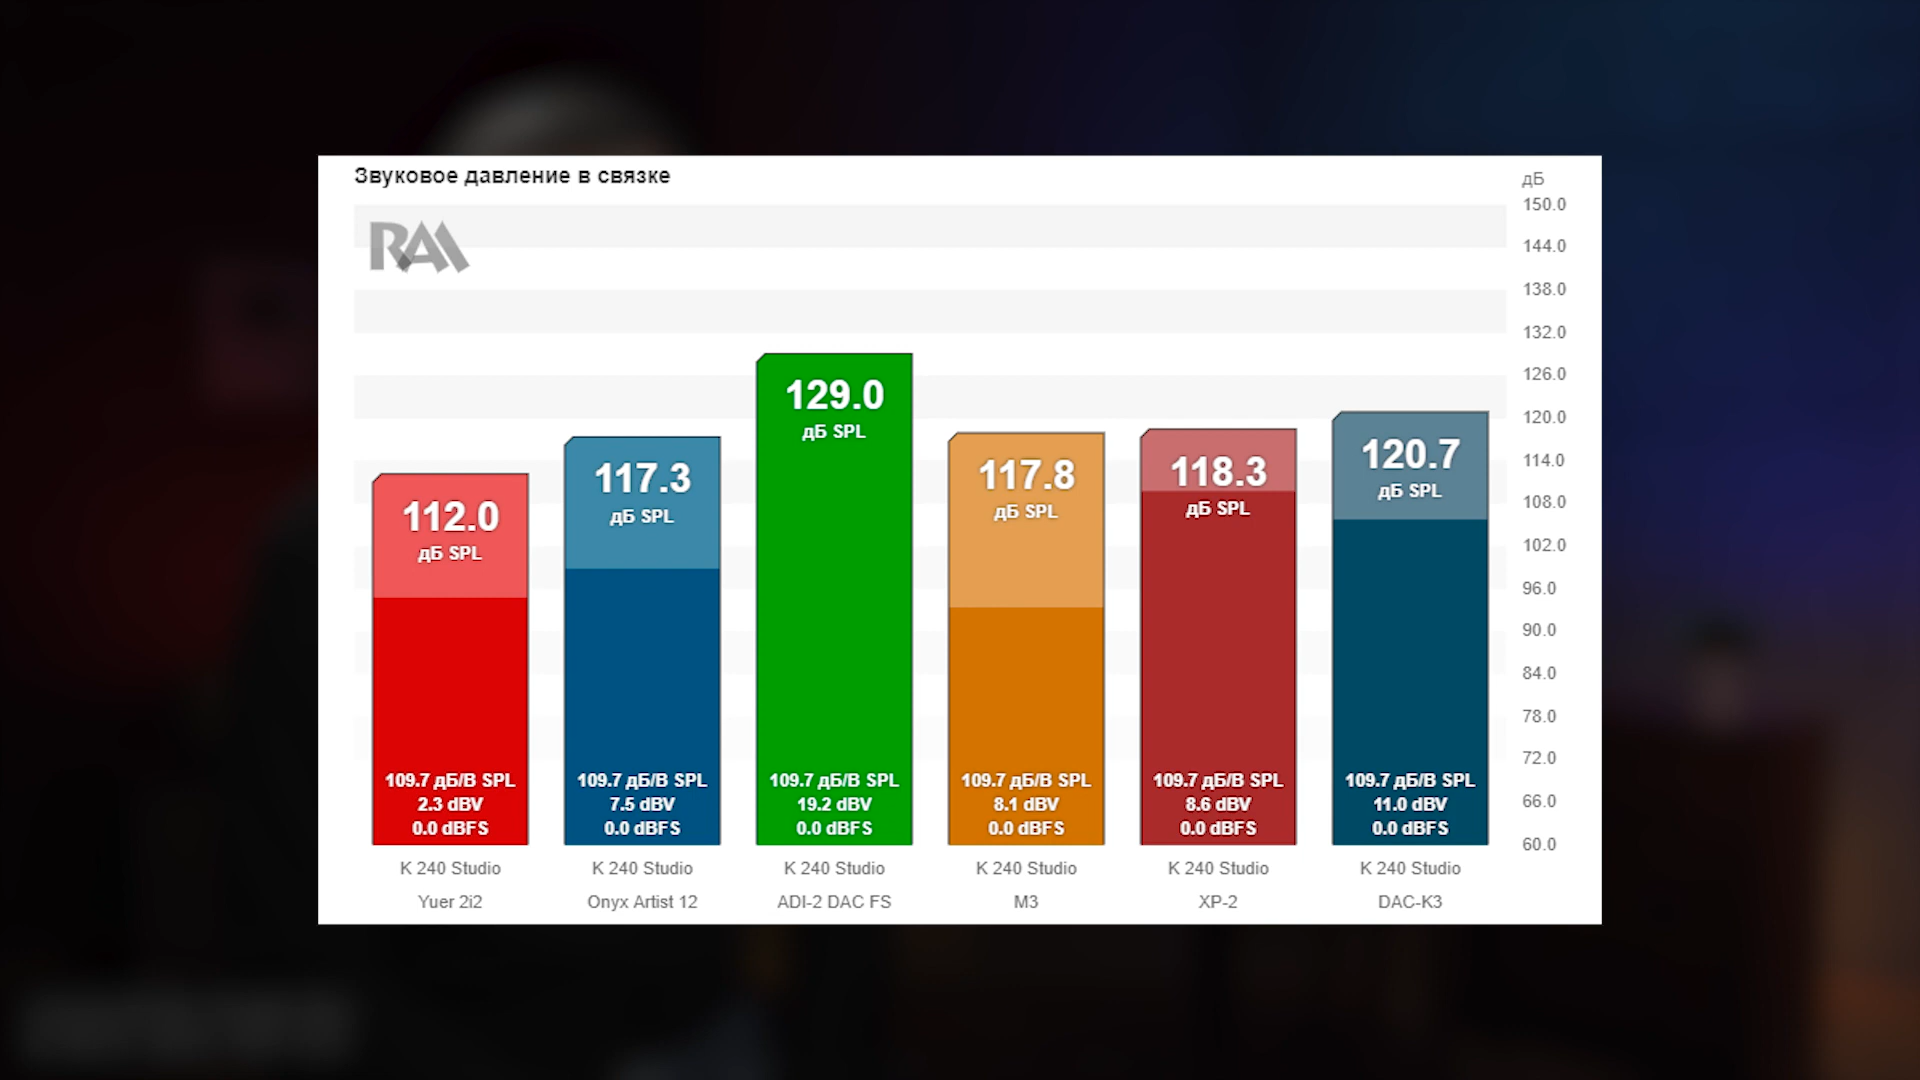 Звуковое давление в связке
дБ
RAA
150.0
144.0
138.0
132.0
126.0
120.0
114.0
108.0
102.0
96.0
90.0
84.0
78.0
72.0
66.0
60.0
112.0
дБ SPL
109.7 дБ/В SPL
2.3 dBV
0.0 dBFS
K 240 Studio
Yuer 2i2
117.3
дБ SPL
109.7 дБ/В SPL
7.5 dBV
0.0 dBFS
K 240 Studio
Onyx Artist 12
129.0
дБ SPL
109.7 дБ/В SPL
19.2 dBV
0.0 dBFS
K 240 Studio
ADI-2 DAC FS
117.8
дБ SPL
109.7 дБ/В SPL
8.1 dBV
0.0 dBFS
K 240 Studio
M3
118.3
дБ SPL
109.7 дБ/В SPL
8.6 dBV
0.0 dBFS
K 240 Studio
XP-2
120.7
дБ SPL
109.7 дБ/В SPL
11.0 dBV
0.0 dBFS
K 240 Studio
DAC-K3